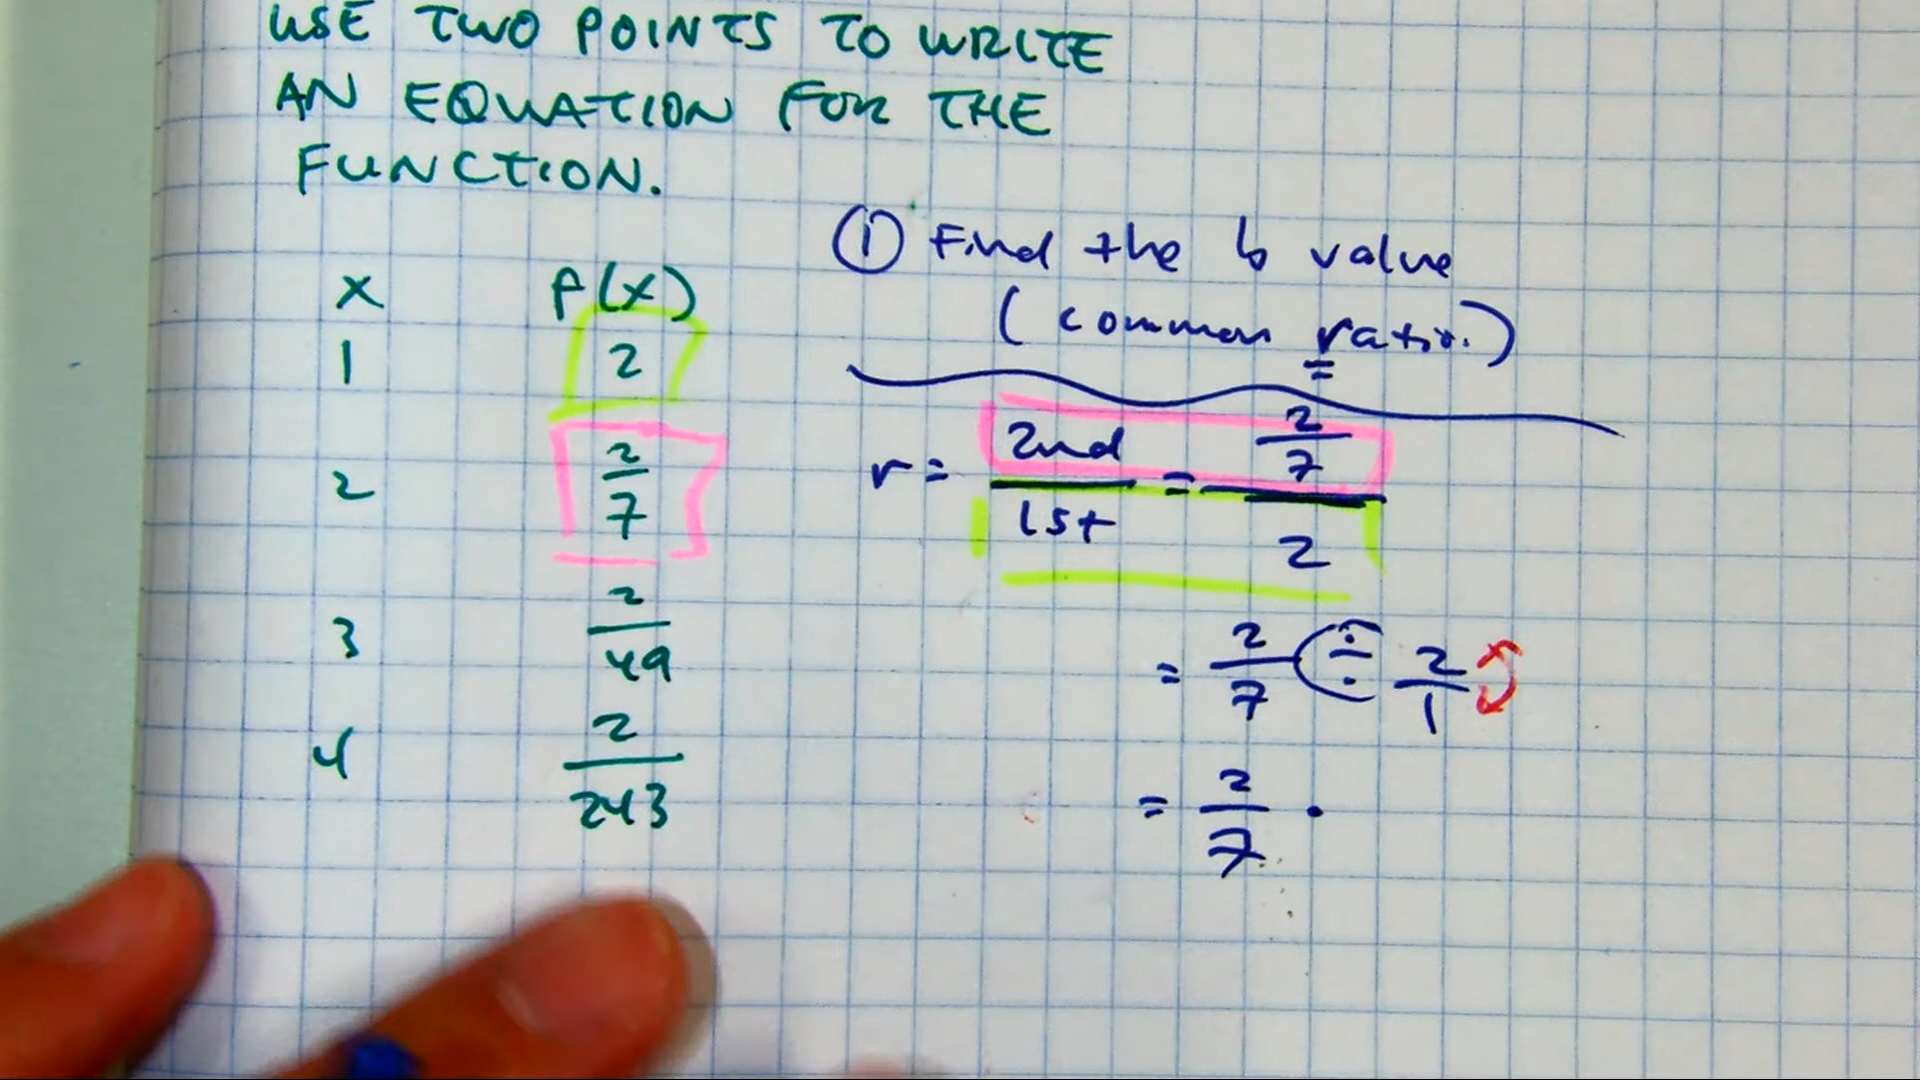 USE TWO POINTS TO WRITE
AN EQUATION FOR THE
FUNCTION.
x f(x)
1 2
2 2/7
3 2/49
4 2/243
① Find the b value
(common ratio.)
r = 2nd/1st = 2/7 / 2
= 2/7 ÷ 2/1
= 2/7 ·